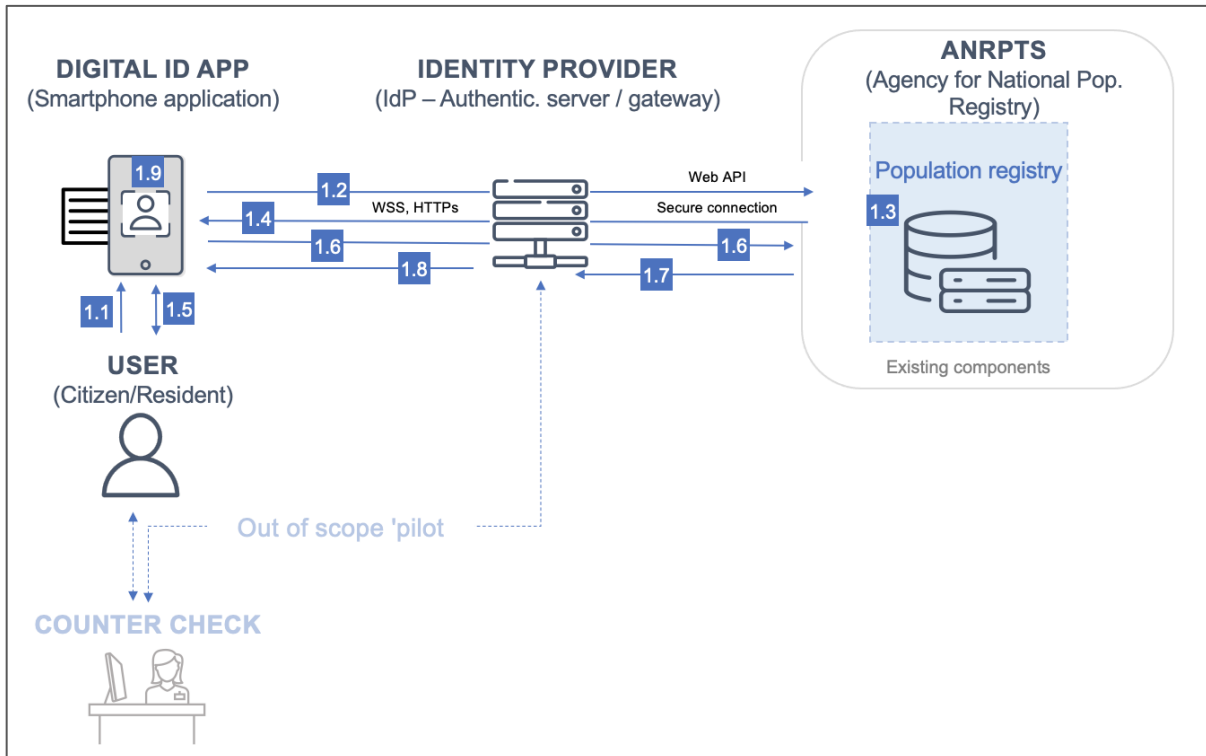 DIGITAL ID APP
(Smartphone application)
IDENTITY PROVIDER
(IdP – Authentic. server / gateway)
ANRPTS
(Agency for National Pop.
Registry)
Population registry
1.9
1.2
Web API
1.3
WSS, HTTPs
Secure connection
1.4
1.6
1.6
1.8
1.7
1.1
1.5
Existing components
USER
(Citizen/Resident)
Out of scope 'pilot
COUNTER CHECK